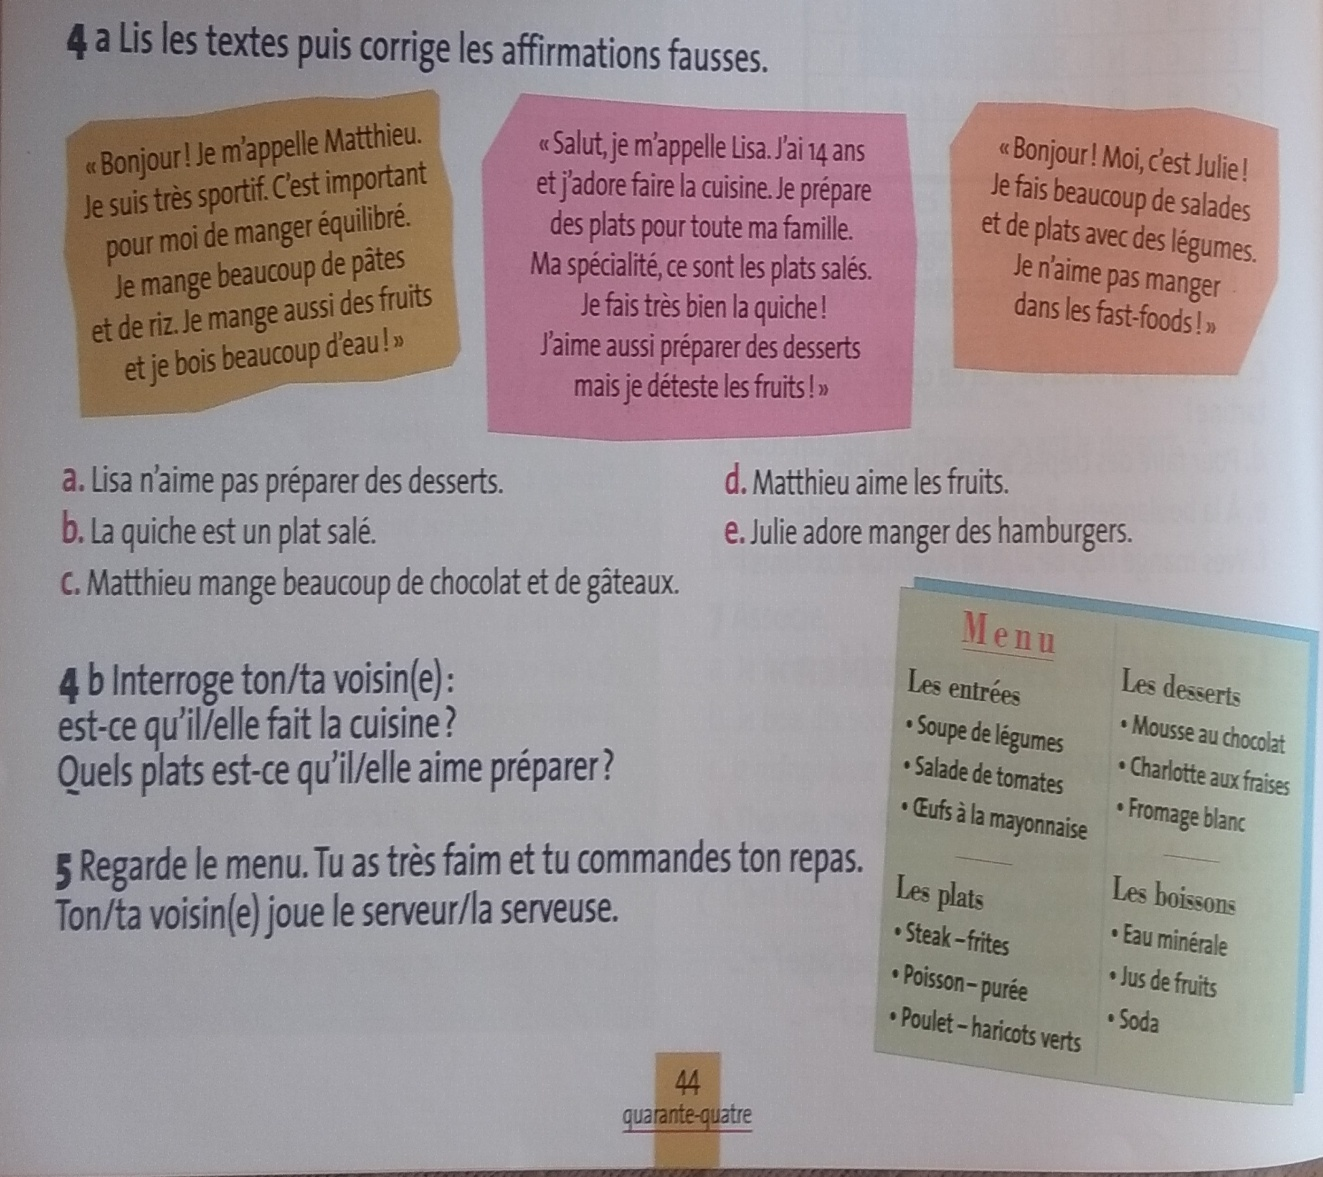 4 a Lis les textes puis corrige les affirmations fausses.
« Bonjour ! Je m'appelle Matthieu.
Je suis très sportif. C'est important
pour moi de manger équilibré.
Je mange beaucoup de pâtes
et de riz. Je mange aussi des fruits
et je bois beaucoup d'eau ! »
« Salut, je m'appelle Lisa. J'ai 14 ans
et j'adore faire la cuisine. Je prépare
des plats pour toute ma famille.
Ma spécialité, ce sont les plats salés.
Je fais très bien la quiche !
J'aime aussi préparer des desserts
mais je déteste les fruits ! »
« Bonjour ! Moi, c'est Julie !
Je fais beaucoup de salades
et de plats avec des légumes.
Je n'aime pas manger
dans les fast-foods ! »
a. Lisa n'aime pas préparer des desserts.
b. La quiche est un plat salé.
c. Matthieu mange beaucoup de chocolat et de gâteaux.
d. Matthieu aime les fruits.
e. Julie adore manger des hamburgers.
4 b Interroge ton/ta voisin(e) :
est-ce qu'il/elle fait la cuisine ?
Quels plats est-ce qu'il/elle aime préparer ?
5 Regarde le menu. Tu as très faim et tu commandes ton repas.
Ton/ta voisin(e) joue le serveur/la serveuse.
Menu
Les entrées
• Soupe de légumes
• Salade de tomates
• Œufs à la mayonnaise
Les plats
• Steak – frites
• Poisson – purée
• Poulet – haricots verts
Les desserts
• Mousse au chocolat
• Charlotte aux fraises
• Fromage blanc
Les boissons
• Eau minérale
• Jus de fruits
• Soda
44
quarante-quatre